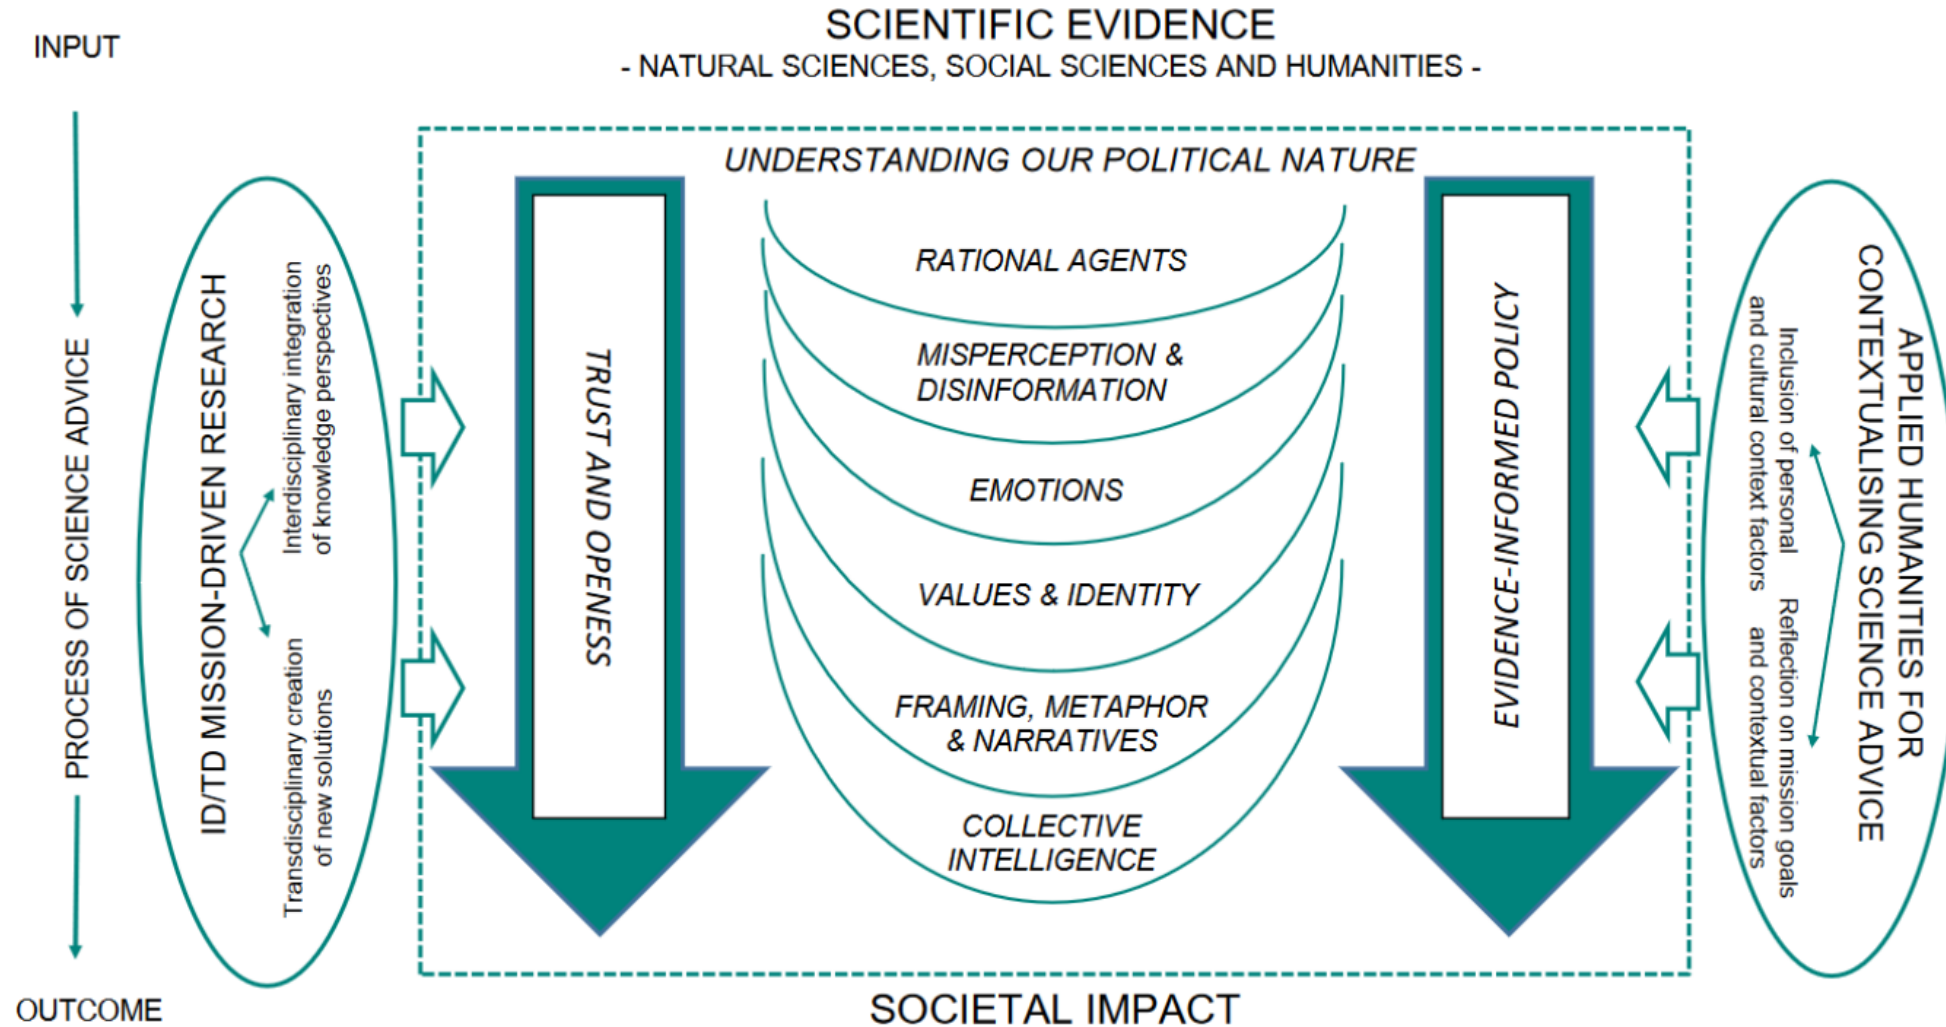 INPUT
SCIENTIFIC EVIDENCE
- NATURAL SCIENCES, SOCIAL SCIENCES AND HUMANITIES -
PROCESS OF SCIENCE ADVICE
OUTCOME
ID/TD MISSION-DRIVEN RESEARCH
Interdisciplinary integration
of knowledge perspectives
Transdisciplinary creation
of new solutions
UNDERSTANDING OUR POLITICAL NATURE
TRUST AND OPENESS
RATIONAL AGENTS
MISPERCEPTION &
DISINFORMATION
EMOTIONS
VALUES & IDENTITY
FRAMING, METAPHOR
& NARRATIVES
COLLECTIVE
INTELLIGENCE
EVIDENCE-INFORMED POLICY
APPLIED HUMANITIES FOR
CONTEXTUALISING SCIENCE ADVICE
Inclusion of personal
and cultural context factors
Reflection on mission goals
and contextual factors
SOCIETAL IMPACT